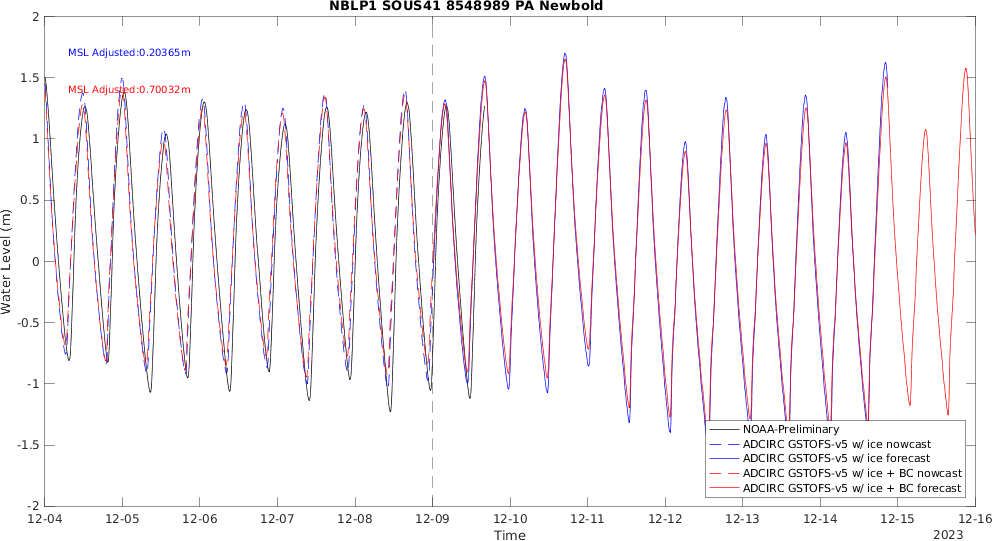 NBLP1 SOUS41 8548989 PA Newbold
2
1.5
1
0.5
0
-0.5
-1
-1.5
-2
Water Level (m)
MSL Adjusted:0.20365m
MSL Adjusted:0.70032m
NOAA-Preliminary
ADCIRC GSTOFS-v5 w/ ice nowcast
ADCIRC GSTOFS-v5 w/ ice forecast
ADCIRC GSTOFS-v5 w/ ice + BC nowcast
ADCIRC GSTOFS-v5 w/ ice + BC forecast
12-04 12-05 12-06 12-07 12-08 12-09 12-10 12-11 12-12 12-13 12-14 12-15 12-16
Time
2023